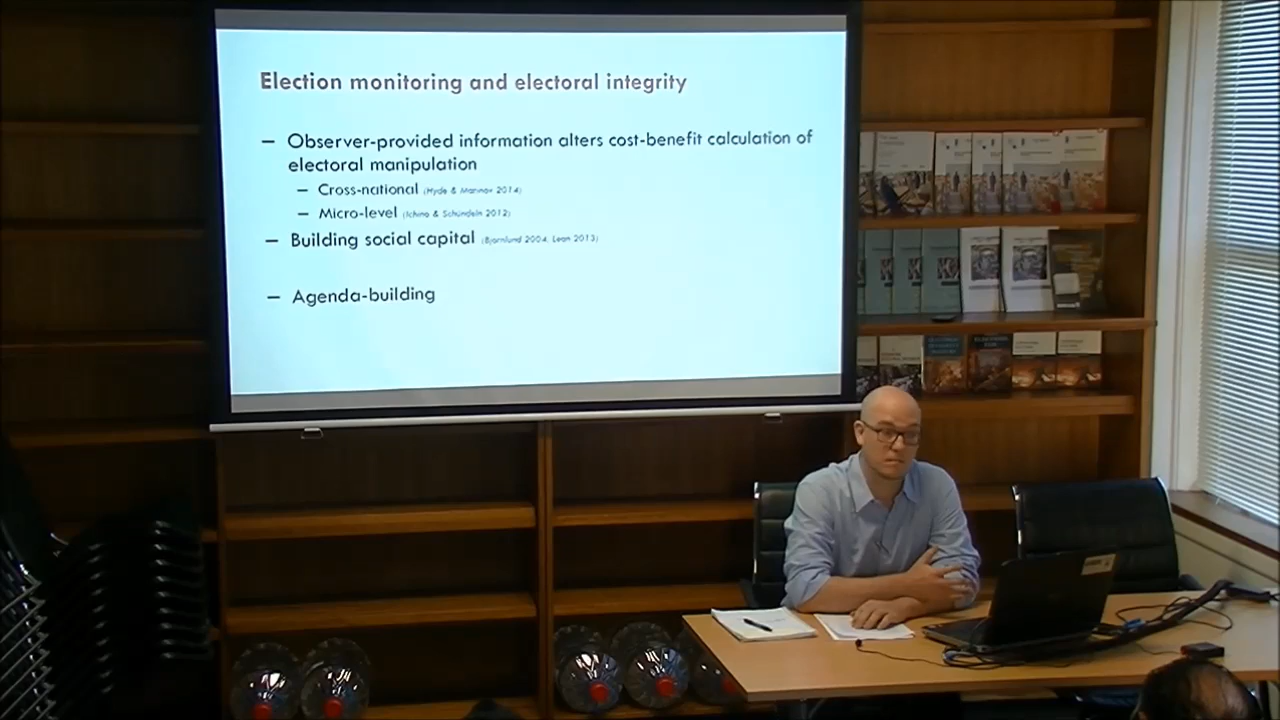 Election monitoring and electoral integrity
– Observer-provided information alters cost-benefit calculation of
electoral manipulation
– Cross-national (Hyde & Marinov 2014)
– Micro-level (Ichino & Schündeln 2012)
– Building social capital (Bjornlund 2004, Lean 2013)
– Agenda-building